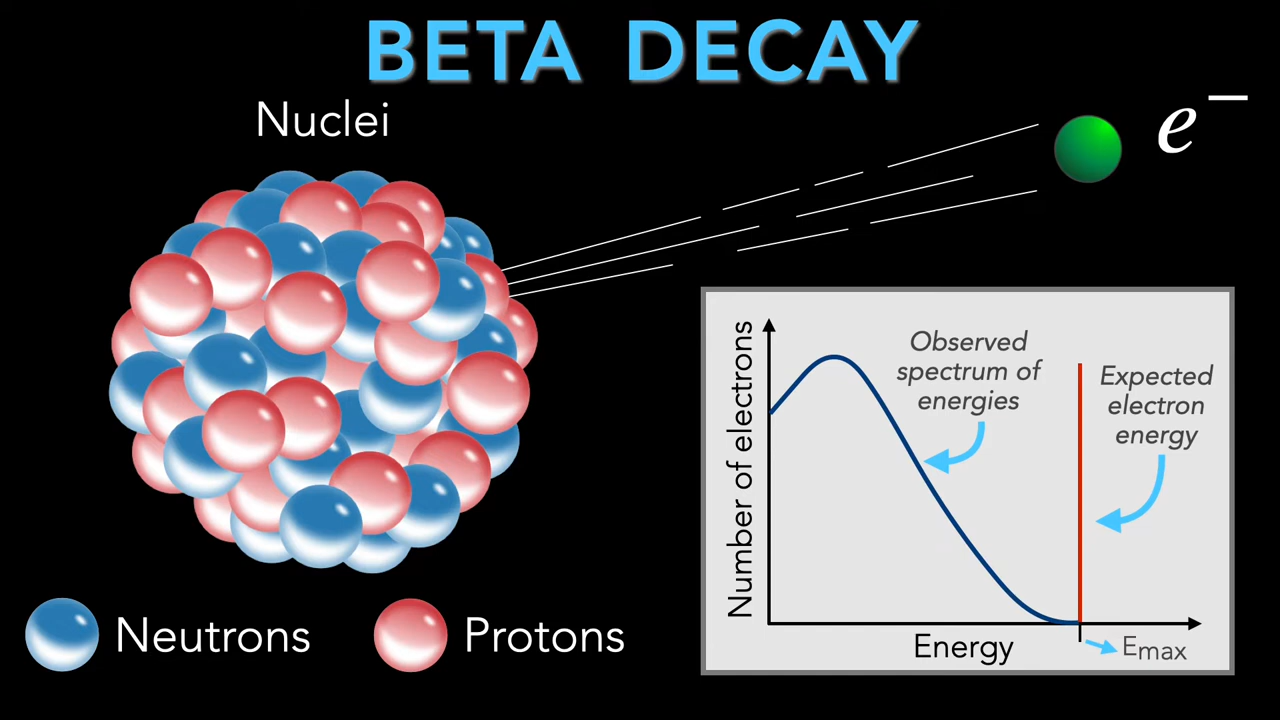 BETA DECAY
Nuclei
e⁻
Neutrons
Protons
Number of electrons
Observed
spectrum of
energies
Expected
electron
energy
Energy
Emax